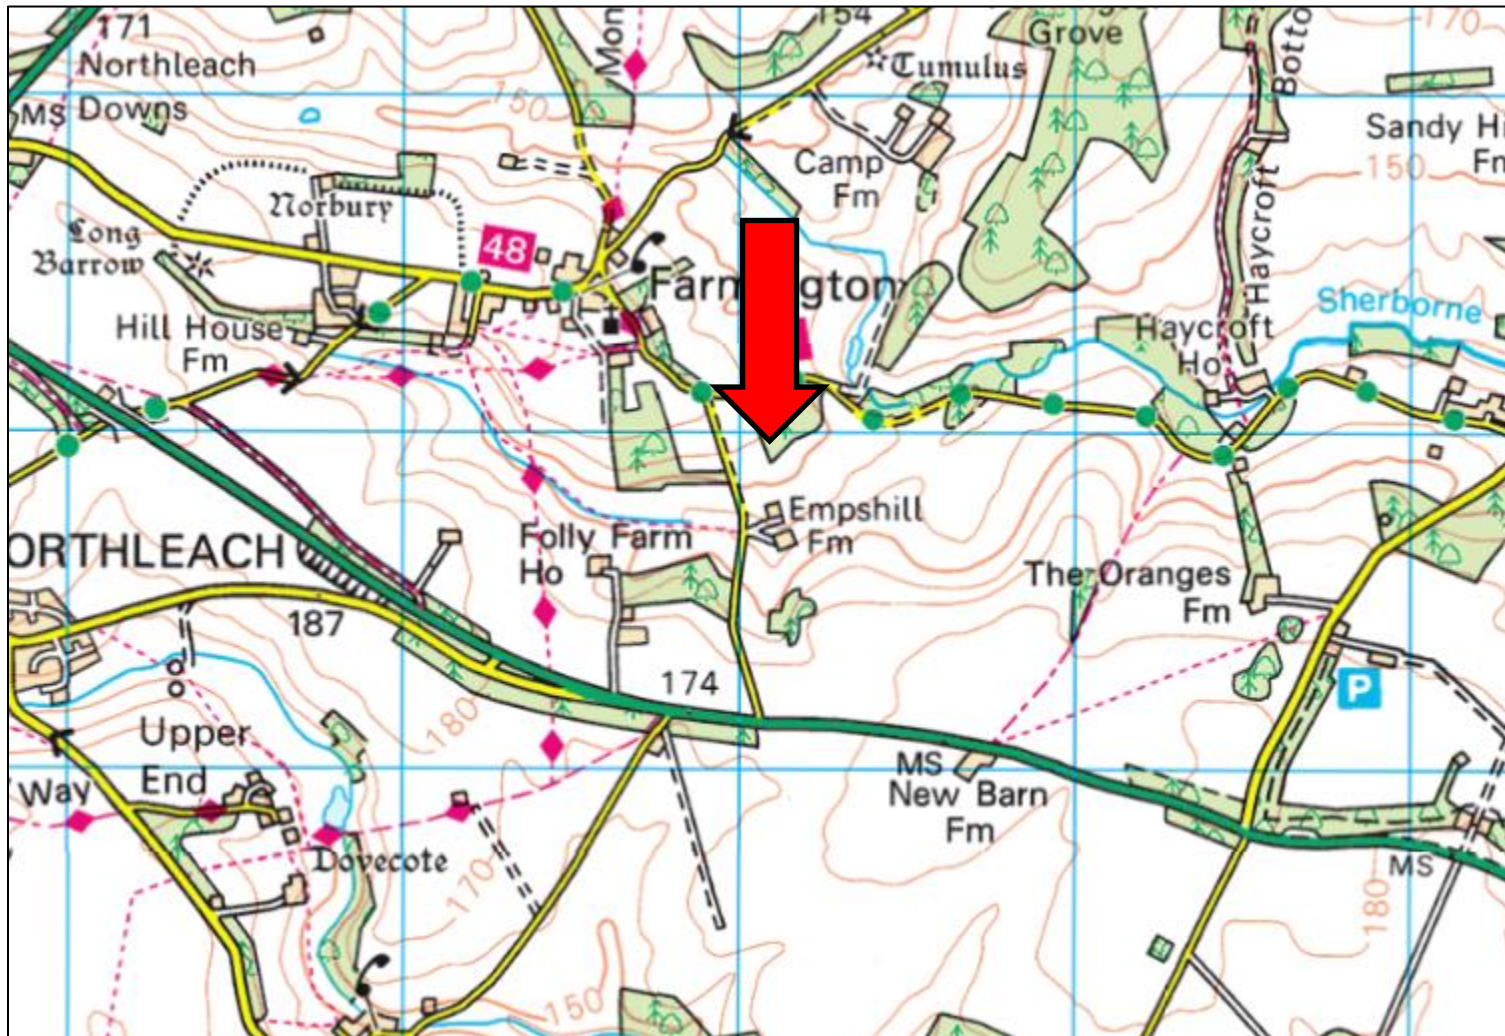 171
Northleach
Downs
MS
Mon
154
Tumulus
Grove
Botto
Sandy Hi
Fm
150
150
170
Camp
Fm
Norbury
Long
Barrow
48
Farm gton
Hill House
Fm
Haycroft
Haycroft
Ho
Sherborne
ORTHLEACH
187
Folly Farm
Ho
Empshill
Fm
The Oranges
Fm
174
180
P
Upper
End
Way
Dovecote
170
MS
New Barn
Fm
MS
180
150